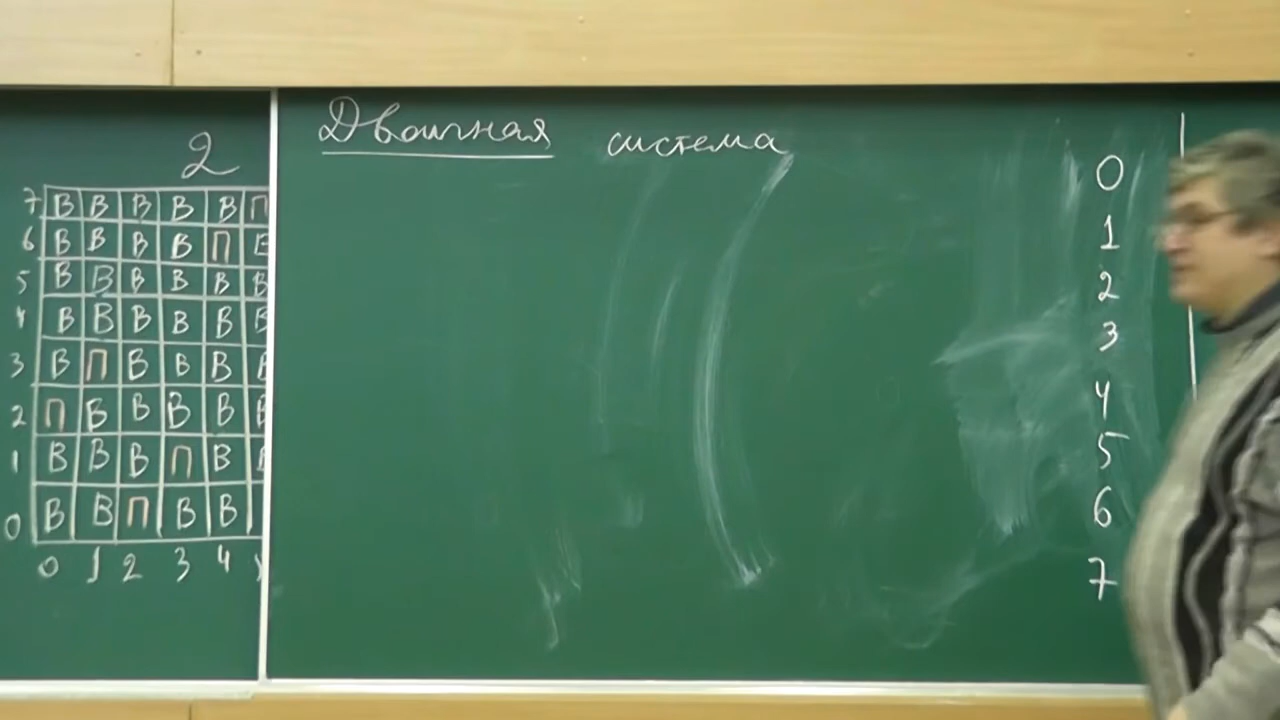 2
7 В В В В В П
6 В В В В П В
5 В В В В В В
4 В В В В В В
3 В П В В В В
2 П В В В В В
1 В В В П В В
0 В В П В В
0 1 2 3 4
Двоичная система
0
1
2
3
4
5
6
7